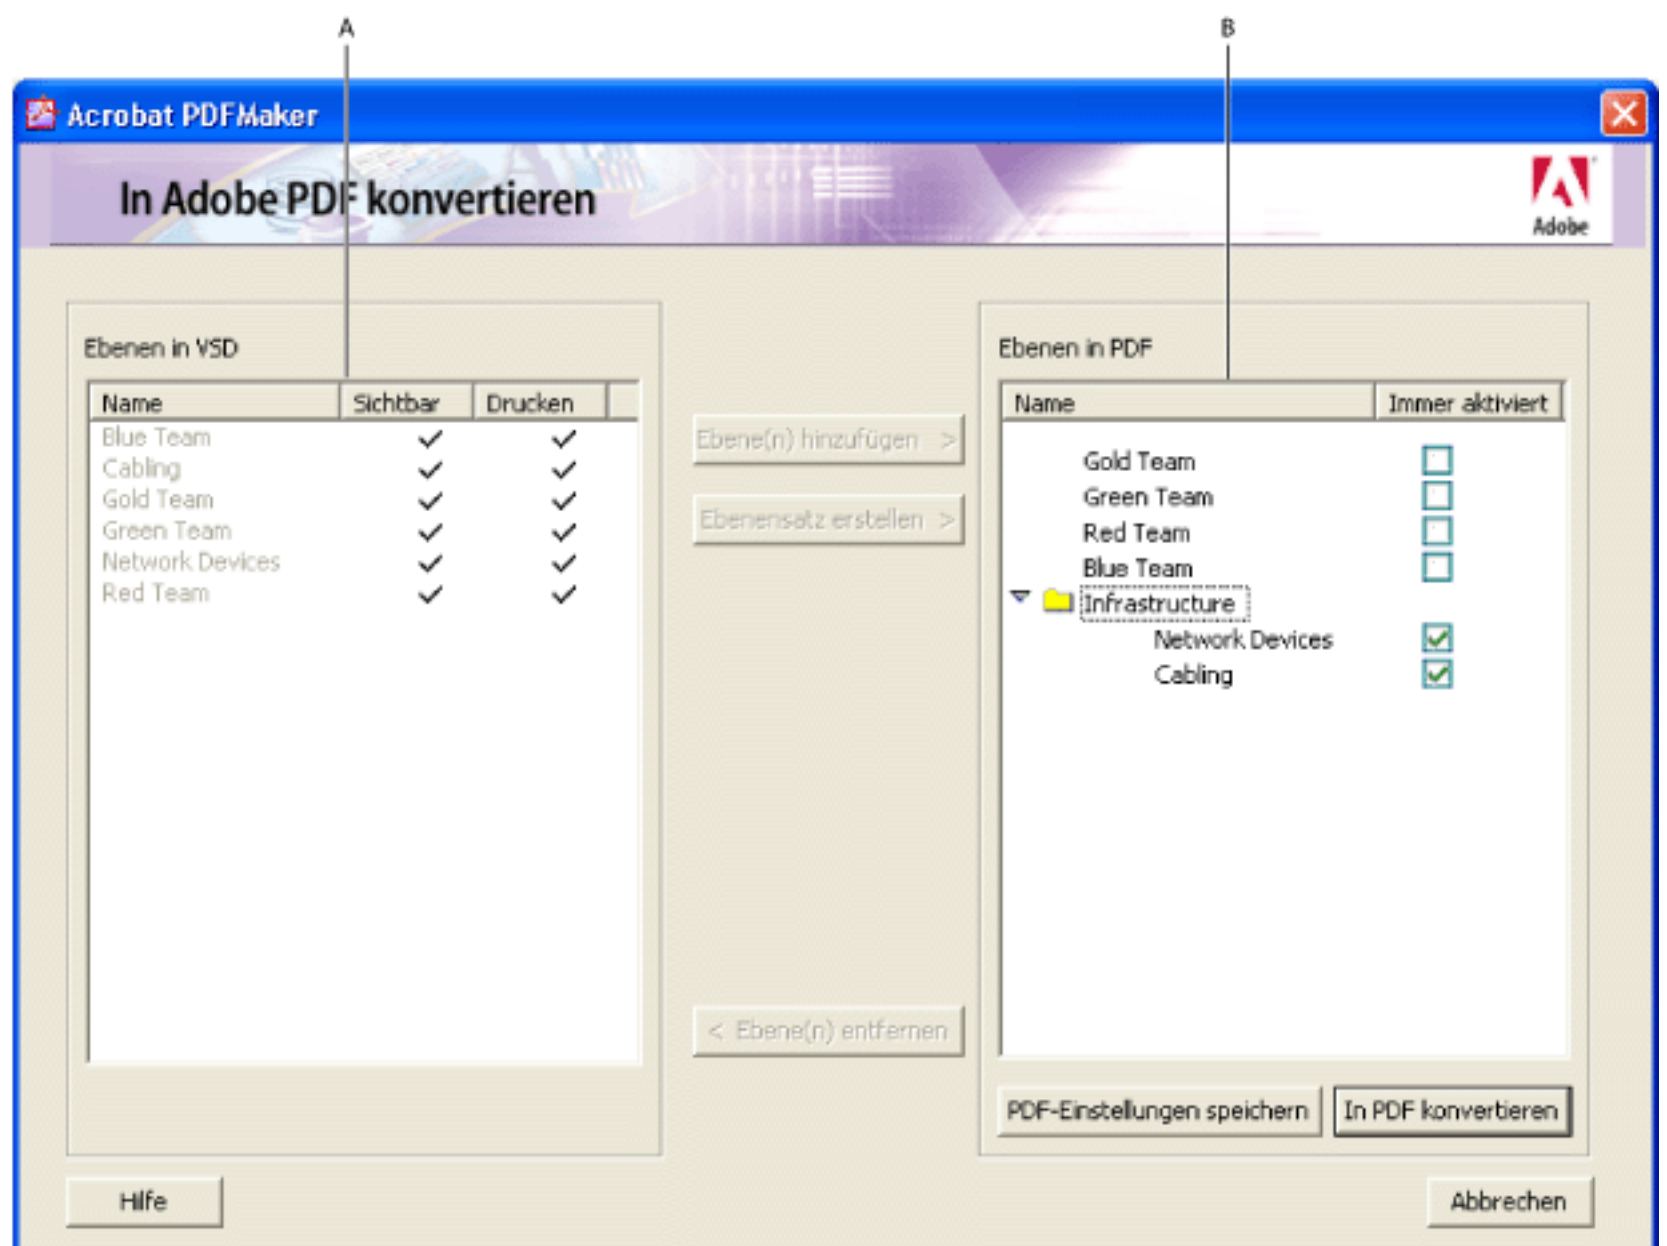 A B
Acrobat PDFMaker
In Adobe PDF konvertieren
Adobe
Ebenen in VSD
Name Sichtbar Drucken
Blue Team
Cabling
Gold Team
Green Team
Network Devices
Red Team
Ebene(n) hinzufügen >
Ebenensatz erstellen >
< Ebene(n) entfernen
Ebenen in PDF
Name Immer aktiviert
Gold Team
Green Team
Red Team
Blue Team
Infrastructure
Network Devices
Cabling
PDF-Einstellungen speichern In PDF konvertieren
Hilfe Abbrechen